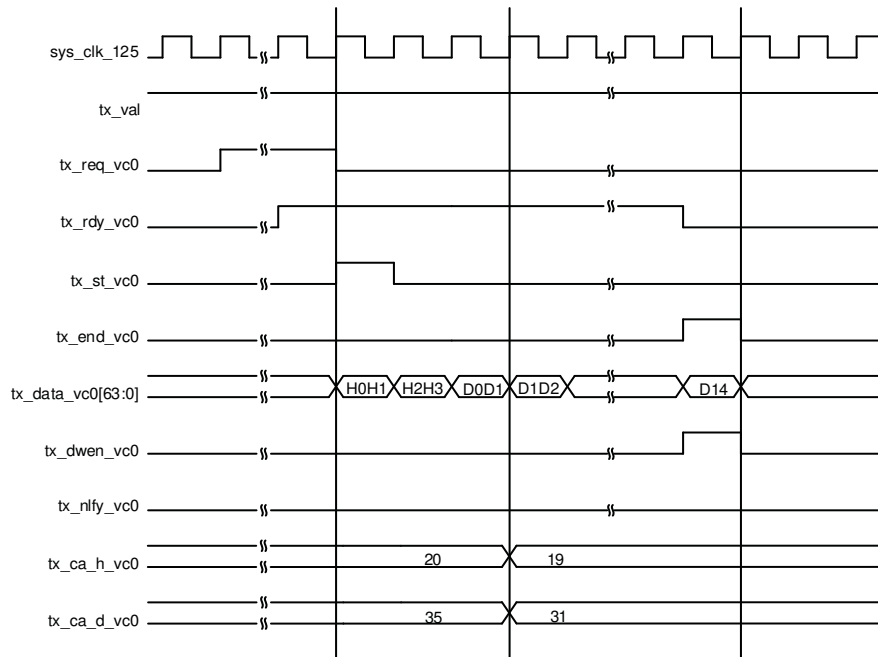 sys_clk_125
tx_val
tx_req_vc0
tx_rdy_vc0
tx_st_vc0
tx_end_vc0
tx_data_vc0[63:0] H0H1 H2H3 D0D1 D1D2 D14
tx_dwen_vc0
tx_nlfy_vc0
tx_ca_h_vc0 20 19
tx_ca_d_vc0 35 31